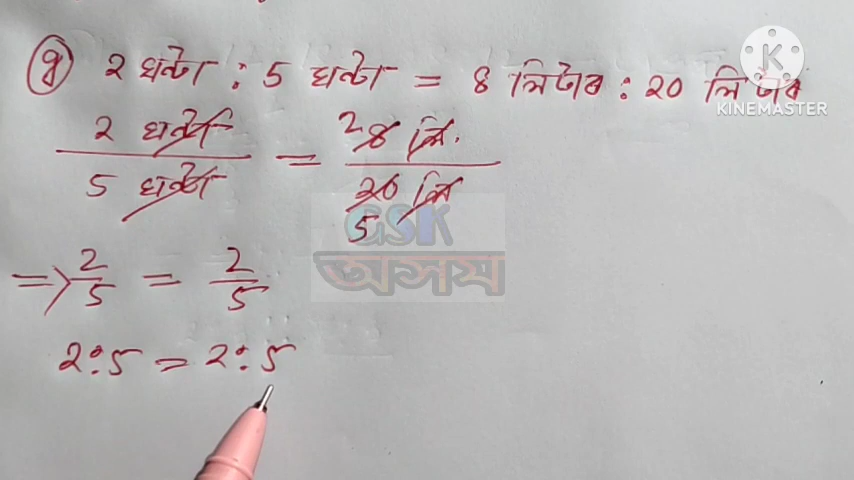 ঘ 2 ঘন্টা : 5 ঘন্টা = 8 লিটাৰ : 20 লিটাৰ
2 ঘন্টা / 5 ঘন্টা = 2 8 লি. / 20 লি 5
=> 2/5 = 2/5
2:5 = 2:5
KINEMASTER
GSK
অসম